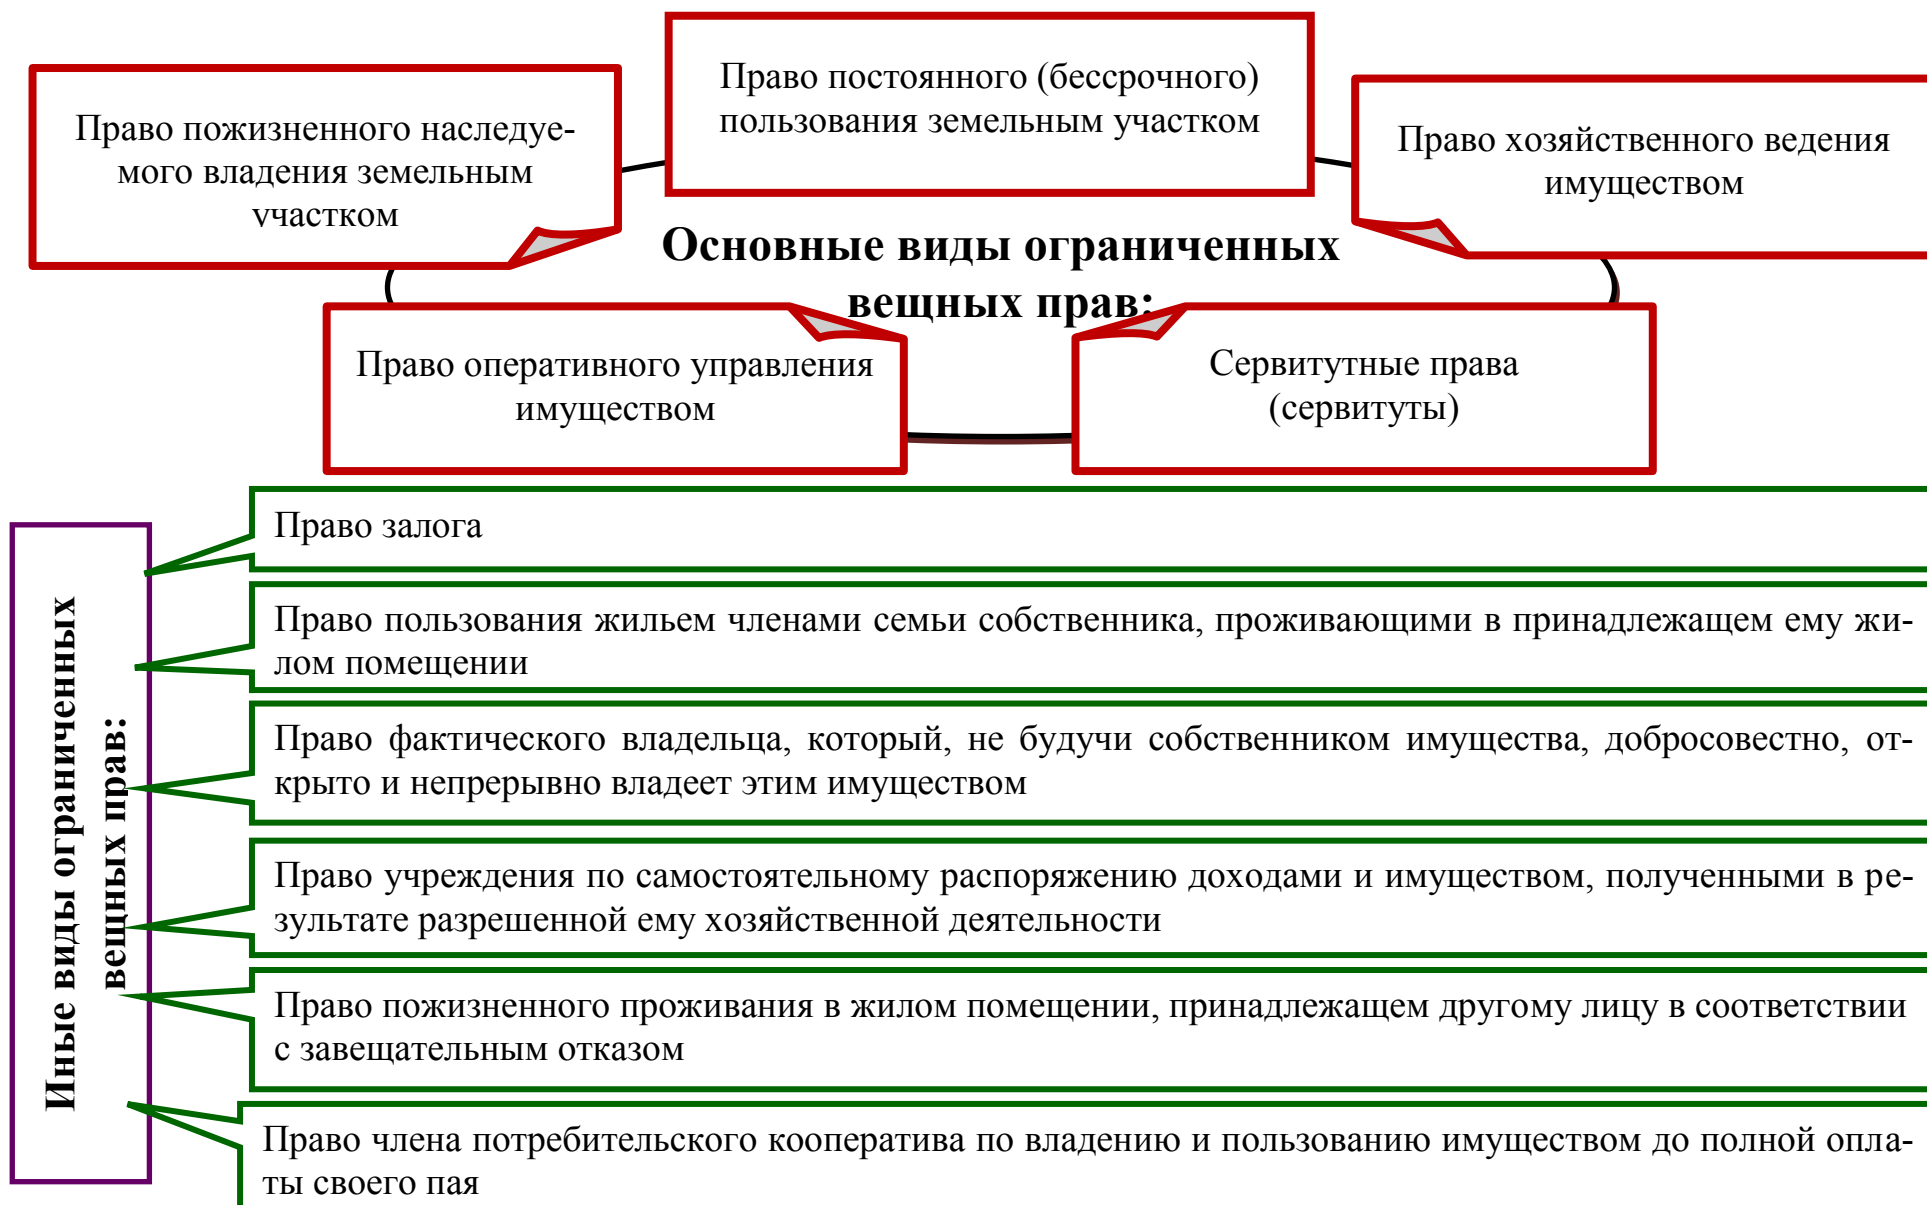 Право постоянного (бессрочного)
пользования земельным участком
Право пожизненного наследуе-
мого владения земельным
участком
Право хозяйственного ведения
имуществом
Основные виды ограниченных
вещных прав:
Право оперативного управления
имуществом
Сервитутные права
(сервитуты)
Иные виды ограниченных
вещных прав:
Право залога
Право пользования жильем членами семьи собственника, проживающими в принадлежащем ему жи-
лом помещении
Право фактического владельца, который, не будучи собственником имущества, добросовестно, от-
крыто и непрерывно владеет этим имуществом
Право учреждения по самостоятельному распоряжению доходами и имуществом, полученными в ре-
зультате разрешенной ему хозяйственной деятельности
Право пожизненного проживания в жилом помещении, принадлежащем другому лицу в соответствии
с завещательным отказом
Право члена потребительского кооператива по владению и пользованию имуществом до полной опла-
ты своего пая